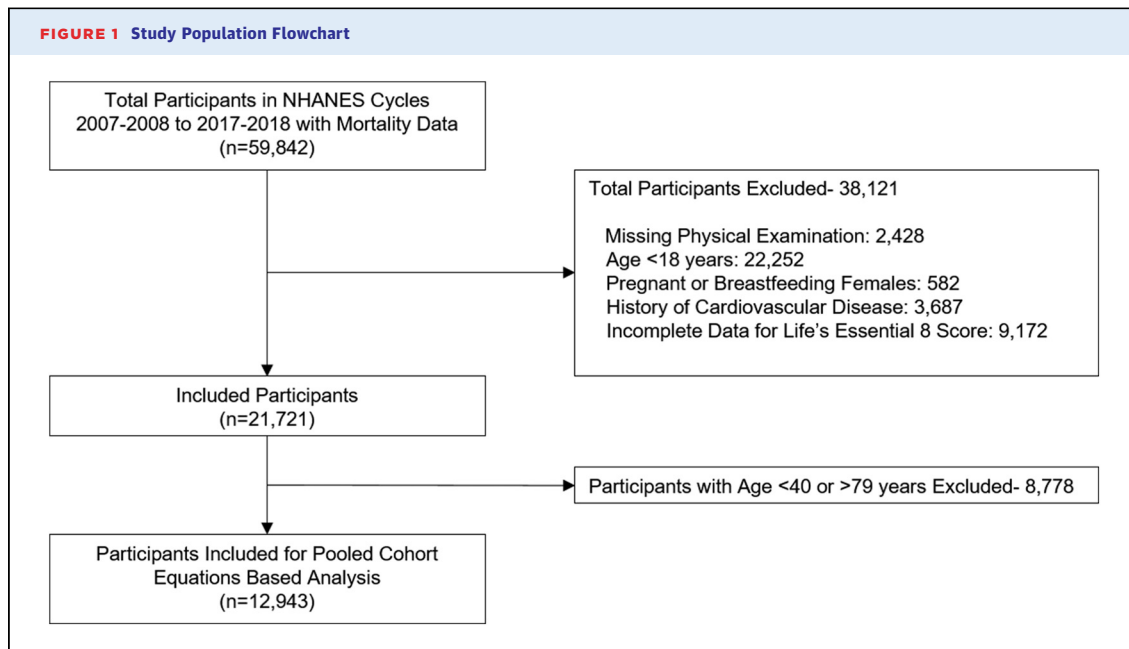 FIGURE 1 Study Population Flowchart
Total Participants in NHANES Cycles
2007-2008 to 2017-2018 with Mortality Data
(n=59,842)
Total Participants Excluded- 38,121
Missing Physical Examination: 2,428
Age <18 years: 22,252
Pregnant or Breastfeeding Females: 582
History of Cardiovascular Disease: 3,687
Incomplete Data for Life's Essential 8 Score: 9,172
Included Participants
(n=21,721)
Participants with Age <40 or >79 years Excluded- 8,778
Participants Included for Pooled Cohort
Equations Based Analysis
(n=12,943)